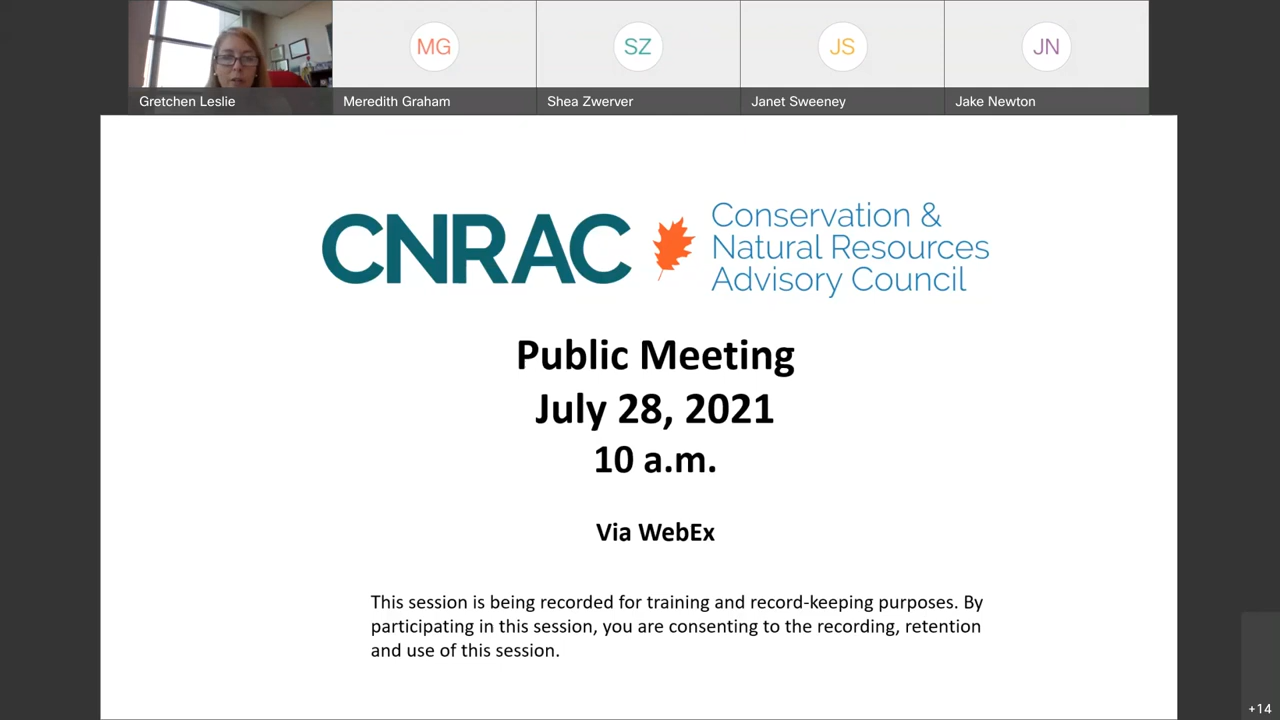 MG
SZ
JS
JN
Gretchen Leslie
Meredith Graham
Shea Zwerver
Janet Sweeney
Jake Newton
CNRAC
Conservation &
Natural Resources
Advisory Council
Public Meeting
July 28, 2021
10 a.m.
Via WebEx
This session is being recorded for training and record-keeping purposes. By
participating in this session, you are consenting to the recording, retention
and use of this session.
+14